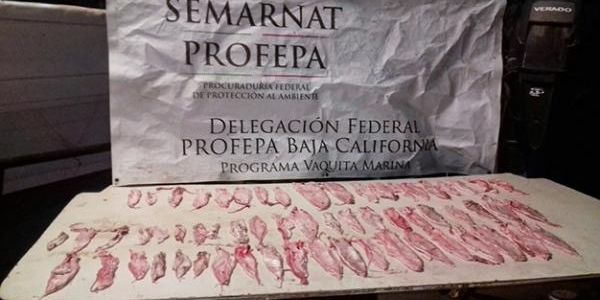 SEMARNAT
PROFEPA
PROCURADURÍA FEDERAL
DE PROTECCIÓN AL AMBIENTE
DELEGACIÓN FEDERAL
PROFEPA BAJA CALIFORNIA
PROGRAMA VAQUITA MARINA
VERADO